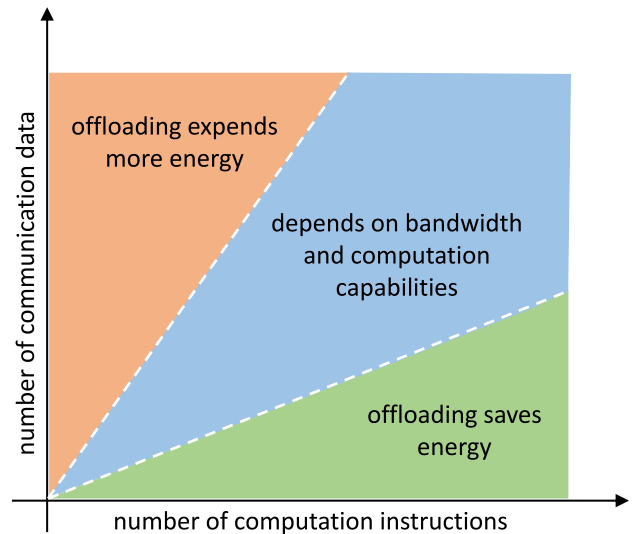 offloading expends
more energy
depends on bandwidth
and computation
capabilities
offloading saves
energy
number of communication data
number of computation instructions